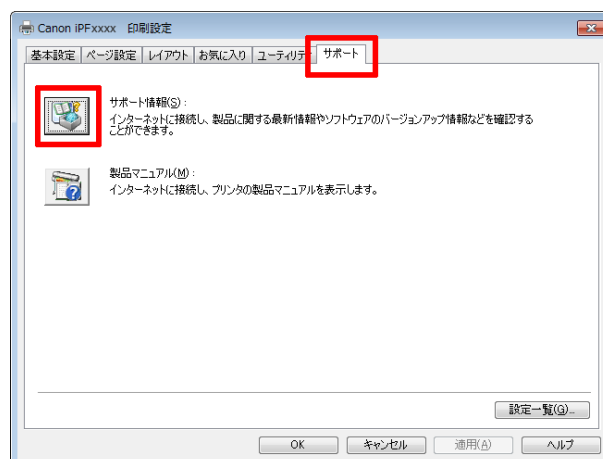 Canon iPFxxxx 印刷設定
基本設定 ページ設定 レイアウト お気に入り ユーティリティ サポート
サポート情報(S) :
インターネットに接続し、製品に関する最新情報やソフトウェアのバージョンアップ情報などを確認する
ことができます。
製品マニュアル(M) :
インターネットに接続し、プリンタの製品マニュアルを表示します。
設定一覧(G)...
OK キャンセル 適用(A) ヘルプ